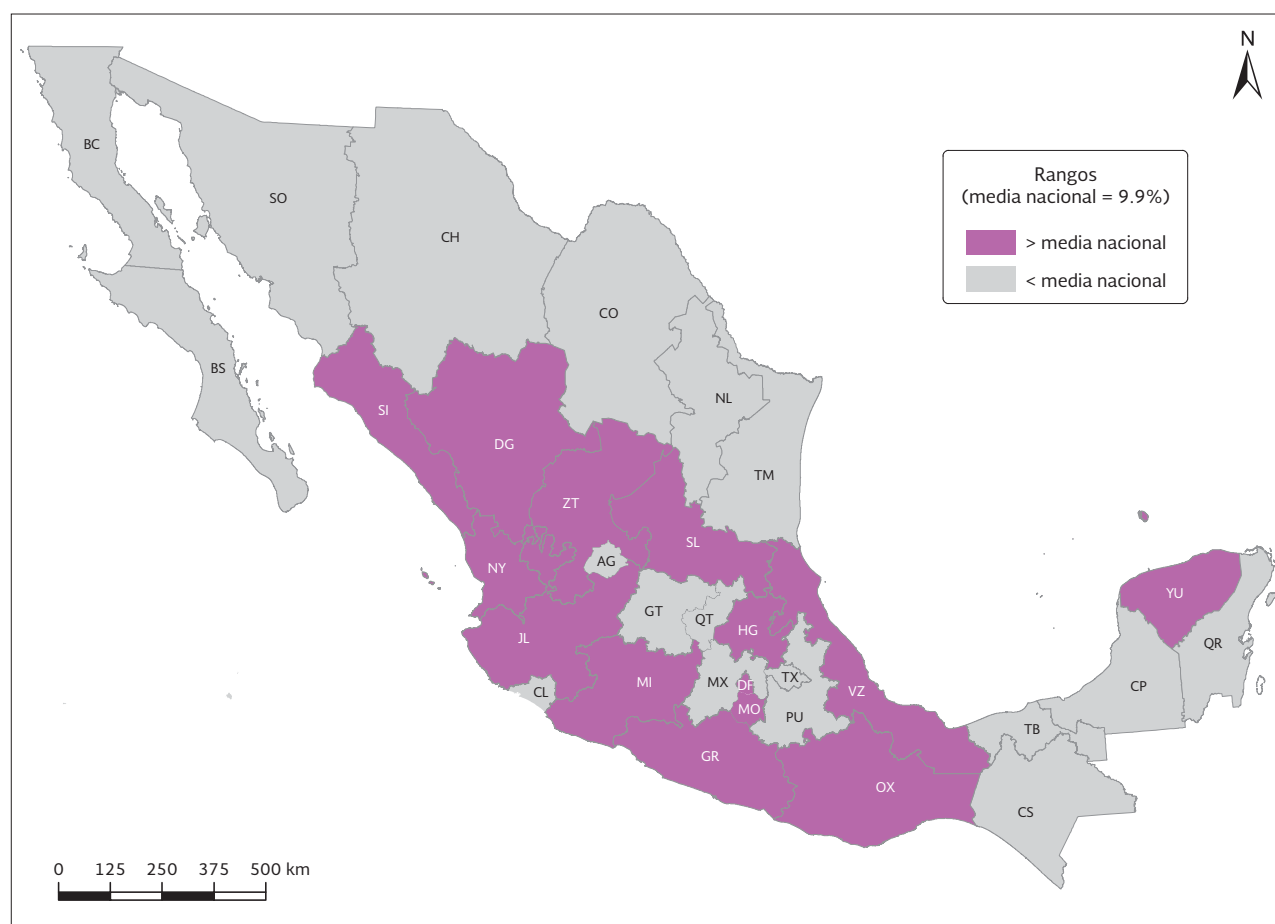 N
Rangos
(media nacional = 9.9%)
> media nacional
< media nacional
BC
SO
CH
CO
BS
SI
NL
DG
TM
ZT
SL
AG
NY
YU
GT
QT
HG
JL
QR
TX
MI
MX
DF
CP
CL
VZ
MO
PU
TB
GR
OX
CS
0 125 250 375 500 km